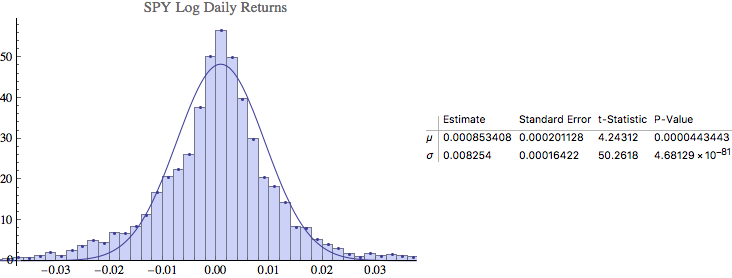 SPY Log Daily Returns
50
40
30
20
10
0
−0.03 −0.02 −0.01 0.00 0.01 0.02 0.03
Estimate Standard Error t-Statistic P-Value
μ 0.000853408 0.000201128 4.24312 0.0000443443
σ 0.008254 0.00016422 50.2618 4.68129 × 10⁻⁸¹